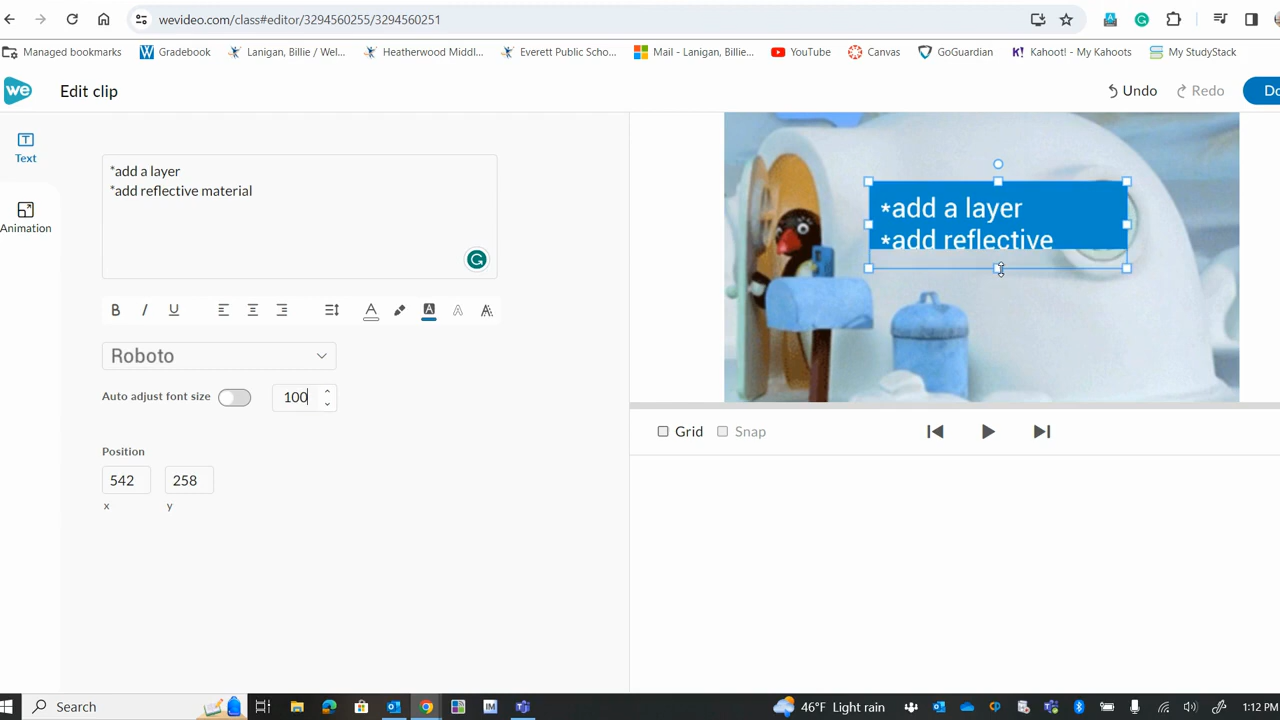 wevideo.com/class#editor/3294560255/3294560251
Managed bookmarks Gradebook Lanigan, Billie / Wel... Heatherwood Middl... Everett Public Scho... Mail - Lanigan, Billie... YouTube Canvas GoGuardian Kahoot! - My Kahoots My StudyStack
we Edit clip Undo Redo Do
Text
Animation
*add a layer
*add reflective material
*add a layer
*add reflective
B I U A A A A
Roboto
Auto adjust font size 100
Grid Snap
Position
542 258
x y
Search 46°F Light rain 1:12 PM